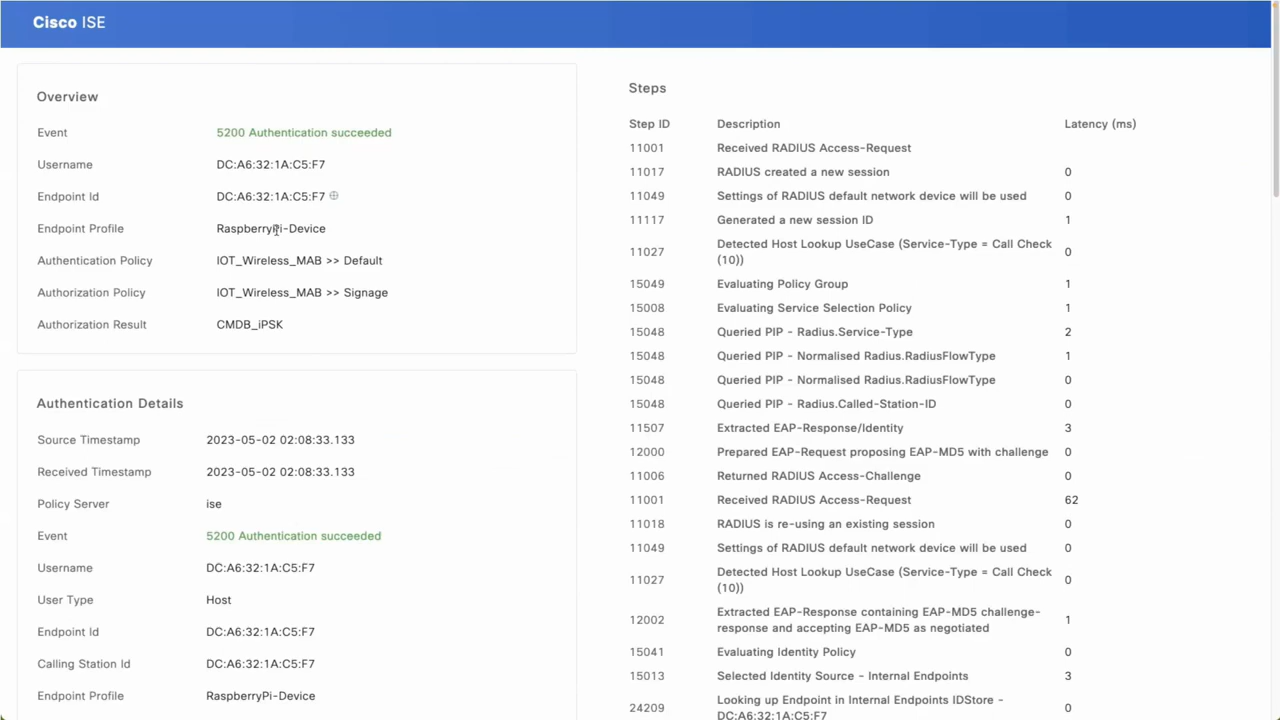 Cisco ISE
Overview
Event 5200 Authentication succeeded
Username DC:A6:32:1A:C5:F7
Endpoint Id DC:A6:32:1A:C5:F7
Endpoint Profile RaspberryPi-Device
Authentication Policy IOT_Wireless_MAB >> Default
Authorization Policy IOT_Wireless_MAB >> Signage
Authorization Result CMDB_iPSK
Authentication Details
Source Timestamp 2023-05-02 02:08:33.133
Received Timestamp 2023-05-02 02:08:33.133
Policy Server ise
Event 5200 Authentication succeeded
Username DC:A6:32:1A:C5:F7
User Type Host
Endpoint Id DC:A6:32:1A:C5:F7
Calling Station Id DC:A6:32:1A:C5:F7
Endpoint Profile RaspberryPi-Device
Steps
Step ID Description Latency (ms)
11001 Received RADIUS Access-Request
11017 RADIUS created a new session 0
11049 Settings of RADIUS default network device will be used 0
11117 Generated a new session ID 1
11027 Detected Host Lookup UseCase (Service-Type = Call Check
(10)) 0
15049 Evaluating Policy Group 1
15008 Evaluating Service Selection Policy 1
15048 Queried PIP - Radius.Service-Type 2
15048 Queried PIP - Normalised Radius.RadiusFlowType 1
15048 Queried PIP - Normalised Radius.RadiusFlowType 0
15048 Queried PIP - Radius.Called-Station-ID 0
11507 Extracted EAP-Response/Identity 3
12000 Prepared EAP-Request proposing EAP-MD5 with challenge 0
11006 Returned RADIUS Access-Challenge 0
11001 Received RADIUS Access-Request 62
11018 RADIUS is re-using an existing session 0
11049 Settings of RADIUS default network device will be used 0
11027 Detected Host Lookup UseCase (Service-Type = Call Check
(10)) 0
12002 Extracted EAP-Response containing EAP-MD5 challenge-
response and accepting EAP-MD5 as negotiated 1
15041 Evaluating Identity Policy 0
15013 Selected Identity Source - Internal Endpoints 3
24209 Looking up Endpoint in Internal Endpoints IDStore -
DC:A6:32:1A:C5:F7 0